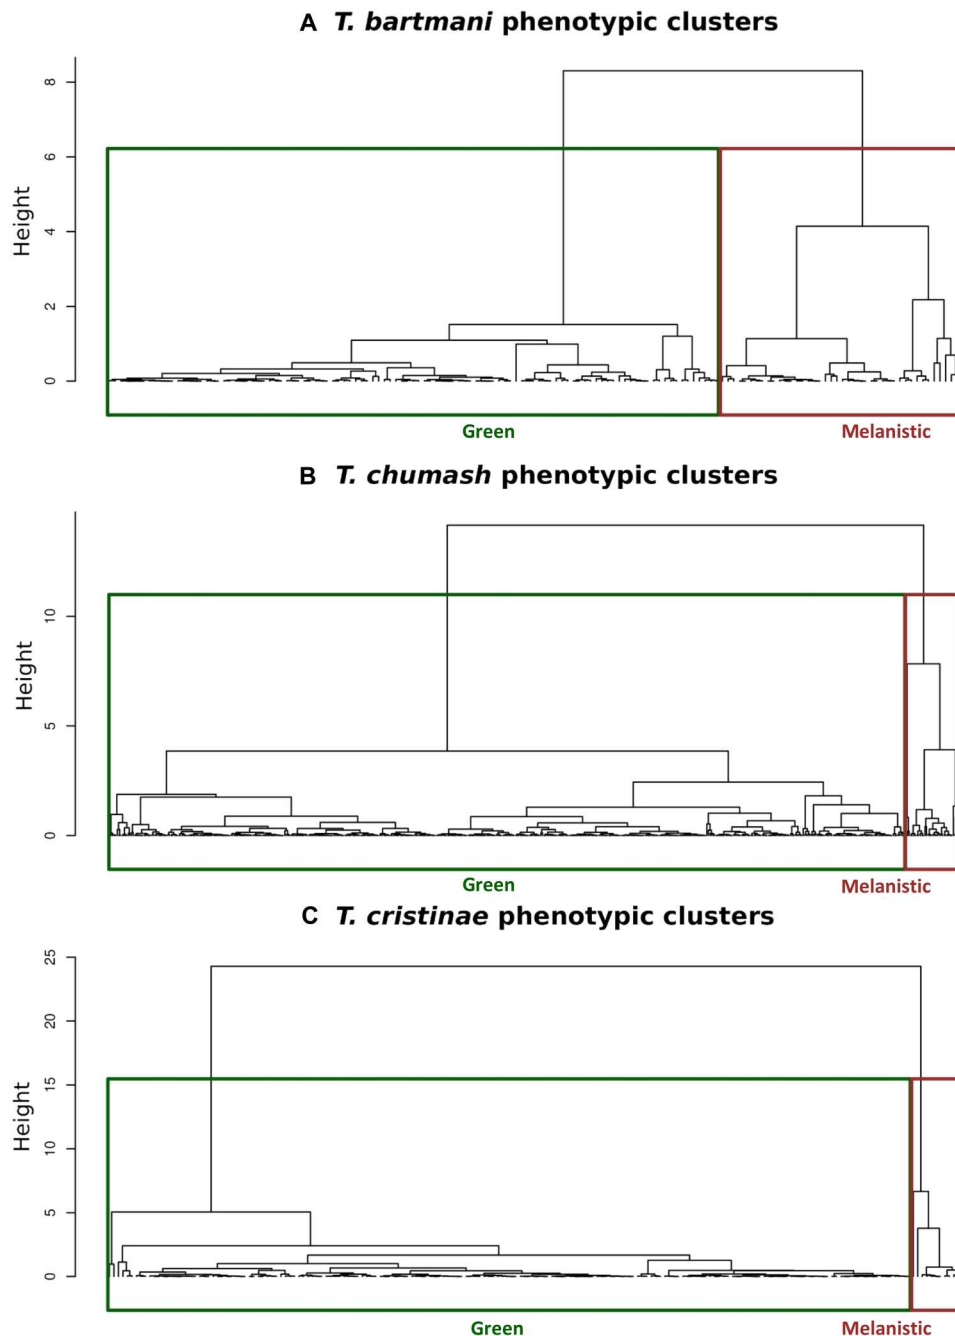 A T. bartmani phenotypic clusters
Height
8
6
4
2
0
Green
Melanistic
B T. chumash phenotypic clusters
Height
10
5
0
Green
Melanistic
C T. cristinae phenotypic clusters
Height
25
20
15
10
5
0
Green
Melanistic